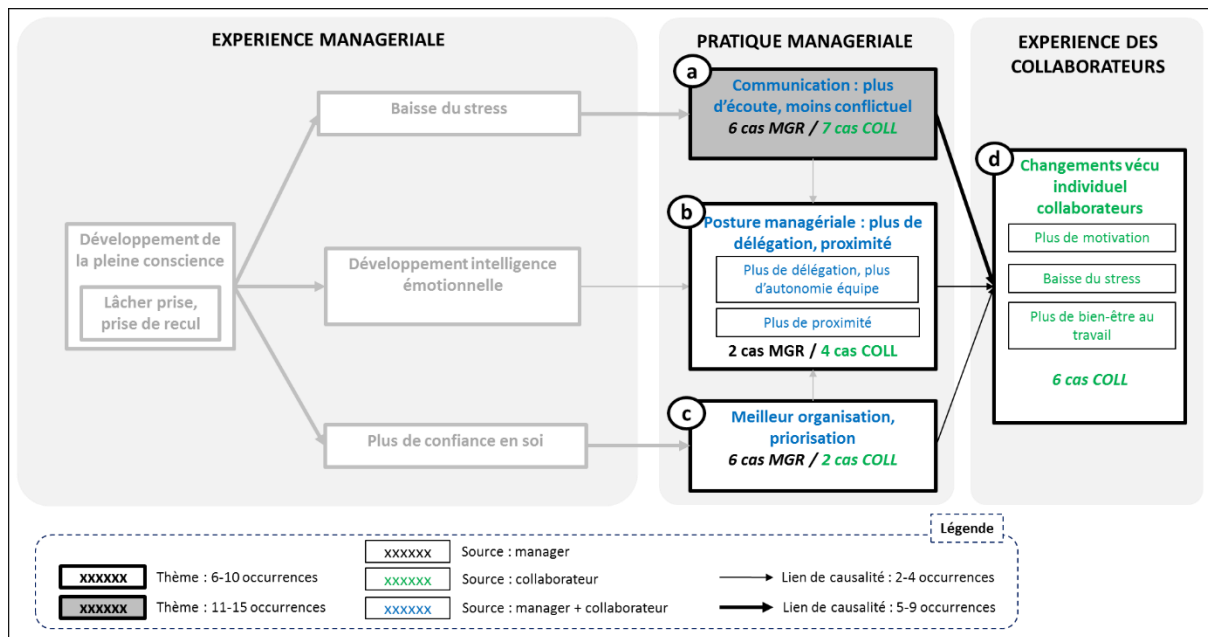 EXPERIENCE MANAGERIALE
PRATIQUE MANAGERIALE
EXPERIENCE DES
COLLABORATEURS
Développement de
la pleine conscience
Lâcher prise,
prise de recul
Baisse du stress
Développement intelligence
émotionnelle
Plus de confiance en soi
a
Communication : plus
d'écoute, moins conflictuel
6 cas MGR / 7 cas COLL
b
Posture managériale : plus de
délégation, proximité
Plus de délégation, plus
d'autonomie équipe
Plus de proximité
2 cas MGR / 4 cas COLL
c
Meilleur organisation,
priorisation
6 cas MGR / 2 cas COLL
d
Changements vécu
individuel
collaborateurs
Plus de motivation
Baisse du stress
Plus de bien-être au
travail
6 cas COLL
Légende
xxxxxx Thème : 6-10 occurrences
xxxxxx Thème : 11-15 occurrences
xxxxxx Source : manager
xxxxxx Source : collaborateur
xxxxxx Source : manager + collaborateur
Lien de causalité : 2-4 occurrences
Lien de causalité : 5-9 occurrences